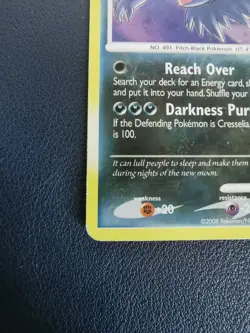 NO. 491 Pitch-Black Pokémon HT: 4
Reach Over
Search your deck for an Energy card, s
and put it into your hand. Shuffle your
Darkness Pur
If the Defending Pokémon is Cresselia,
is 100.
It can lull people to sleep and make them
during nights of the new moon.
weakness
resistance
+20
©2008 Pokémon/N